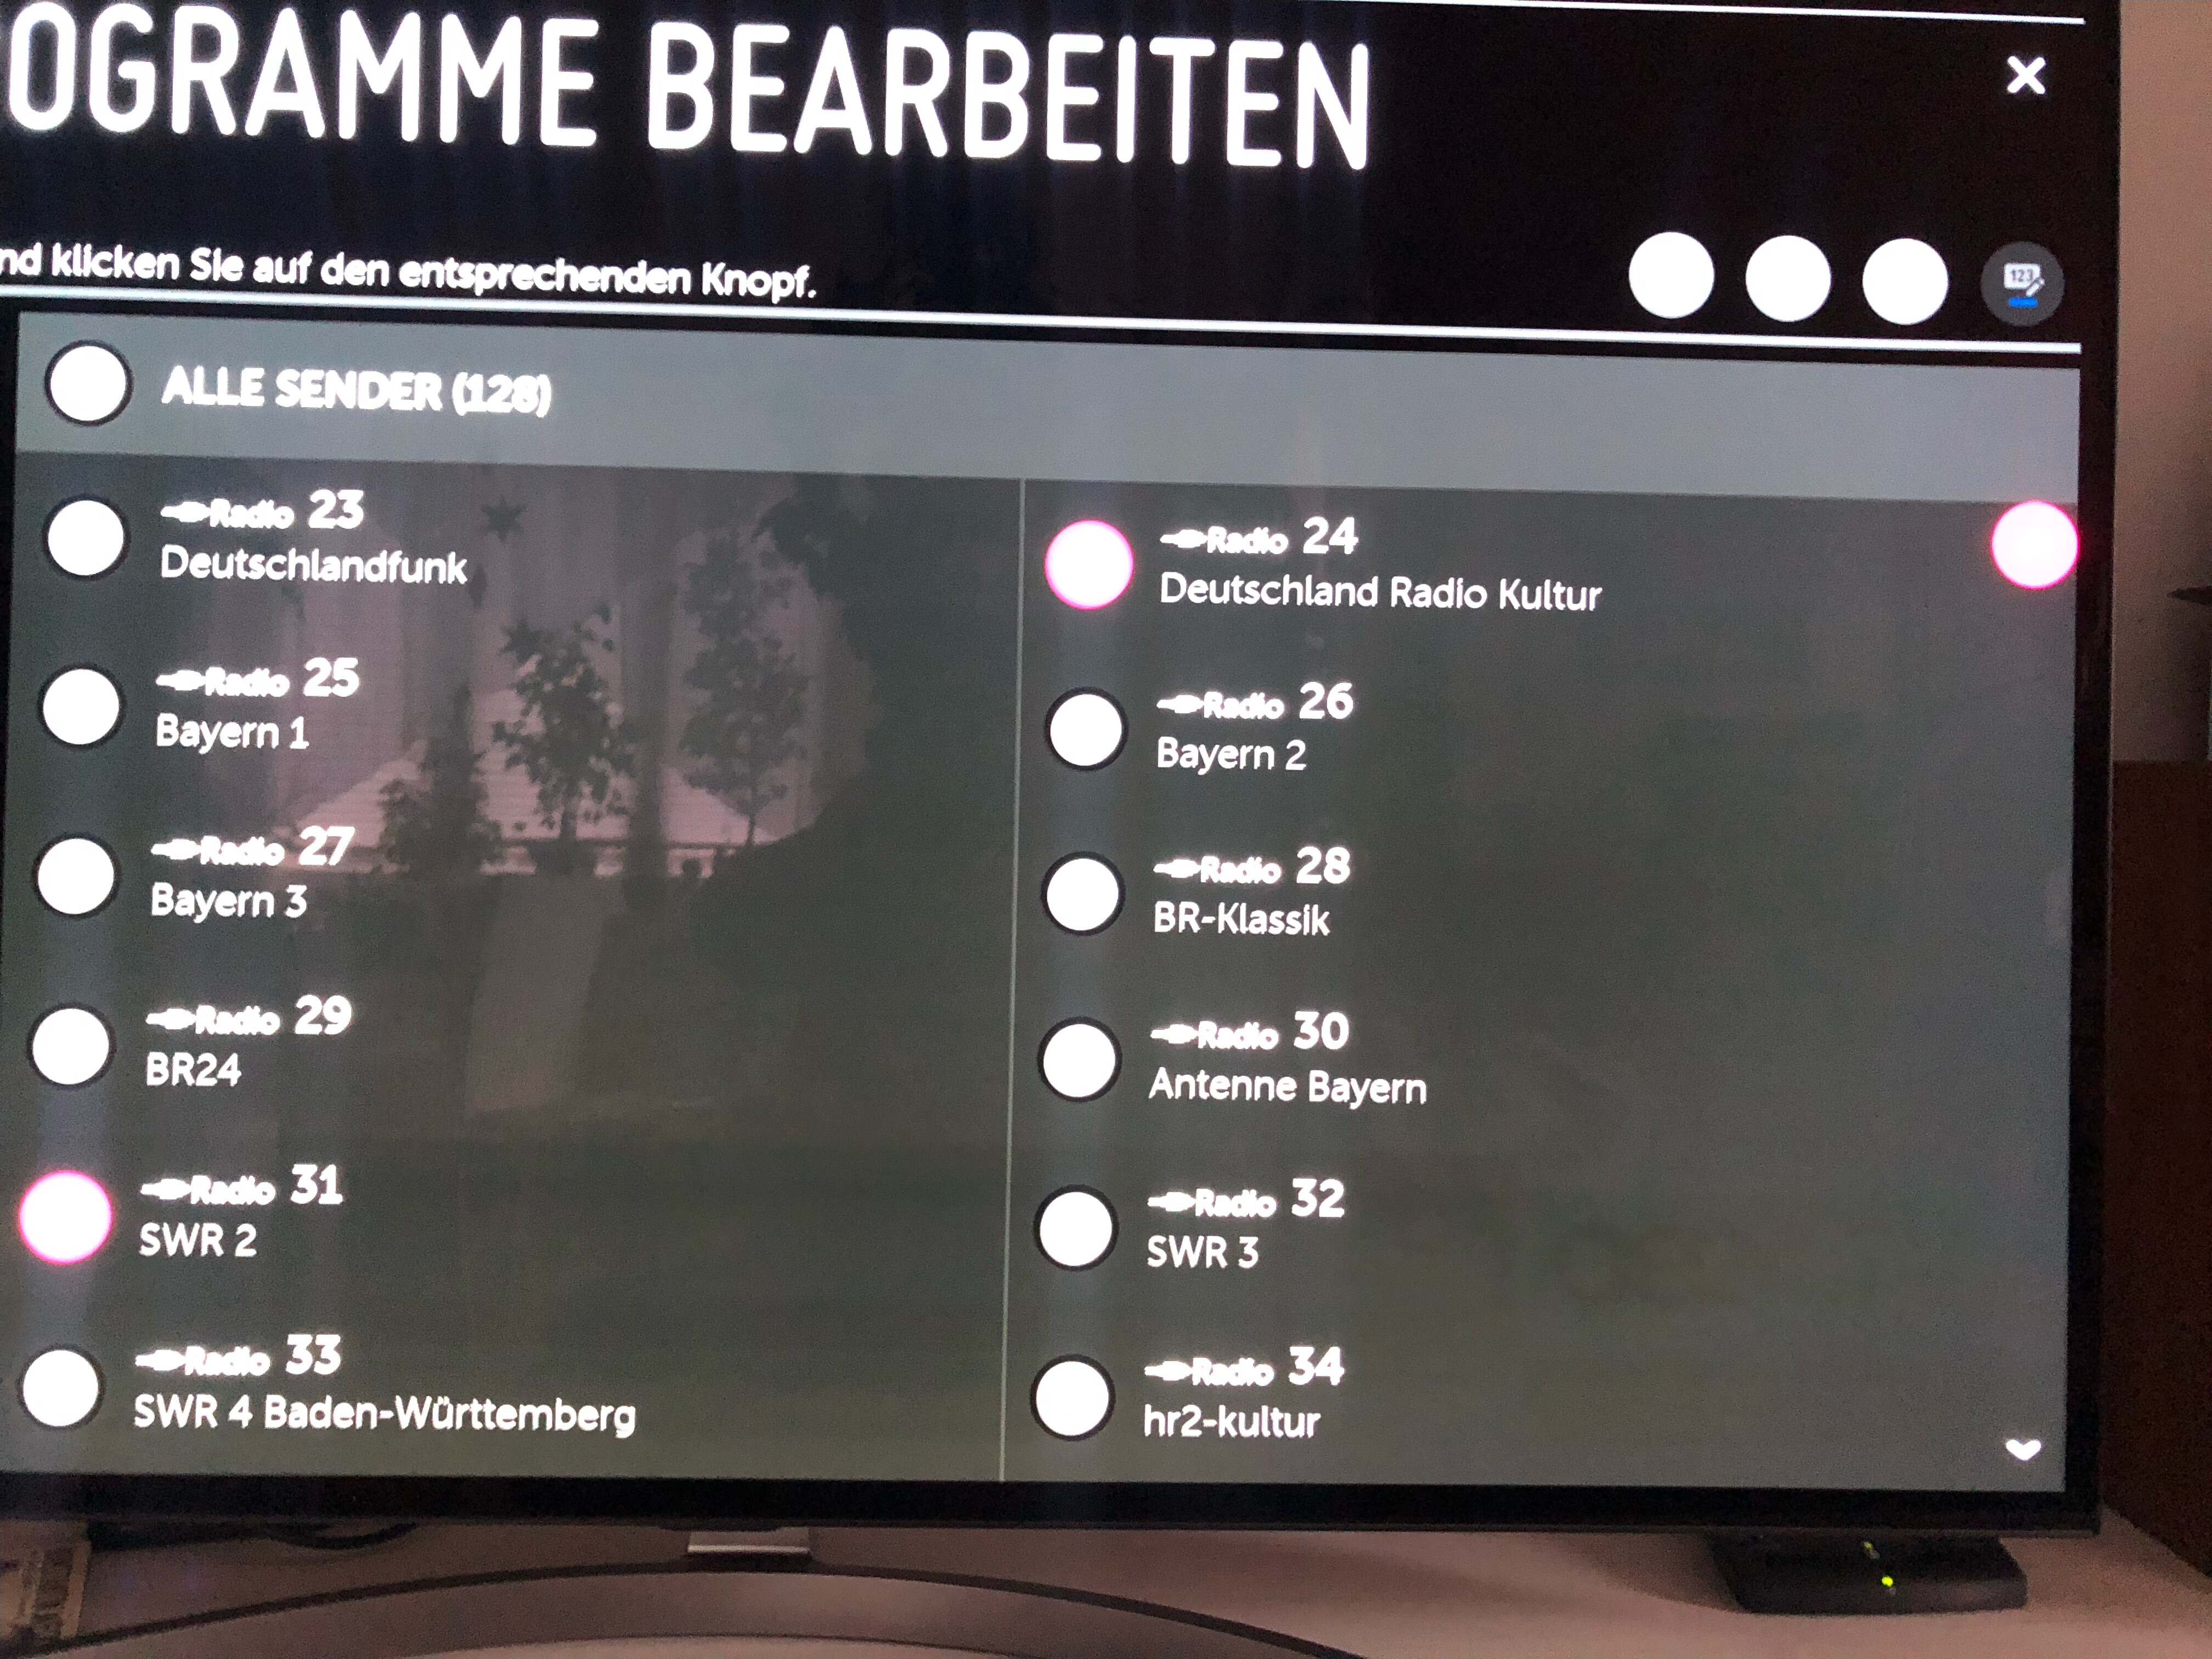 OGRAMME BEARBEITEN
nd klicken Sie auf den entsprechenden Knopf.
123
ALLE SENDER (128)
Radio 23
Deutschlandfunk
Radio 24
Deutschland Radio Kultur
Radio 25
Bayern 1
Radio 26
Bayern 2
Radio 27
Bayern 3
Radio 28
BR-Klassik
Radio 29
BR24
Radio 30
Antenne Bayern
Radio 31
SWR 2
Radio 32
SWR 3
Radio 33
SWR 4 Baden-Württemberg
Radio 34
hr2-kultur